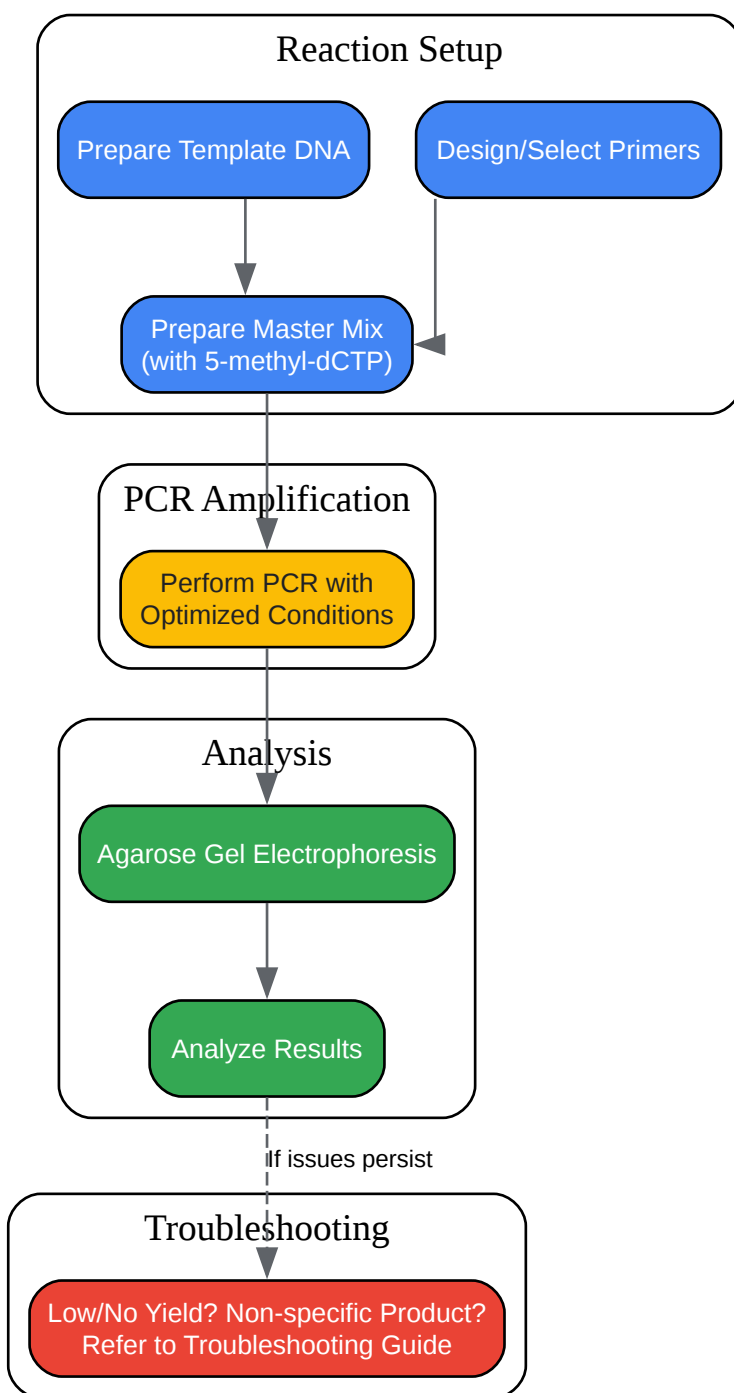 Reaction Setup
Prepare Template DNA
Design/Select Primers
Prepare Master Mix
(with 5-methyl-dCTP)
PCR Amplification
Perform PCR with
Optimized Conditions
Analysis
Agarose Gel Electrophoresis
Analyze Results
If issues persist
Troubleshooting
Low/No Yield? Non-specific Product?
Refer to Troubleshooting Guide